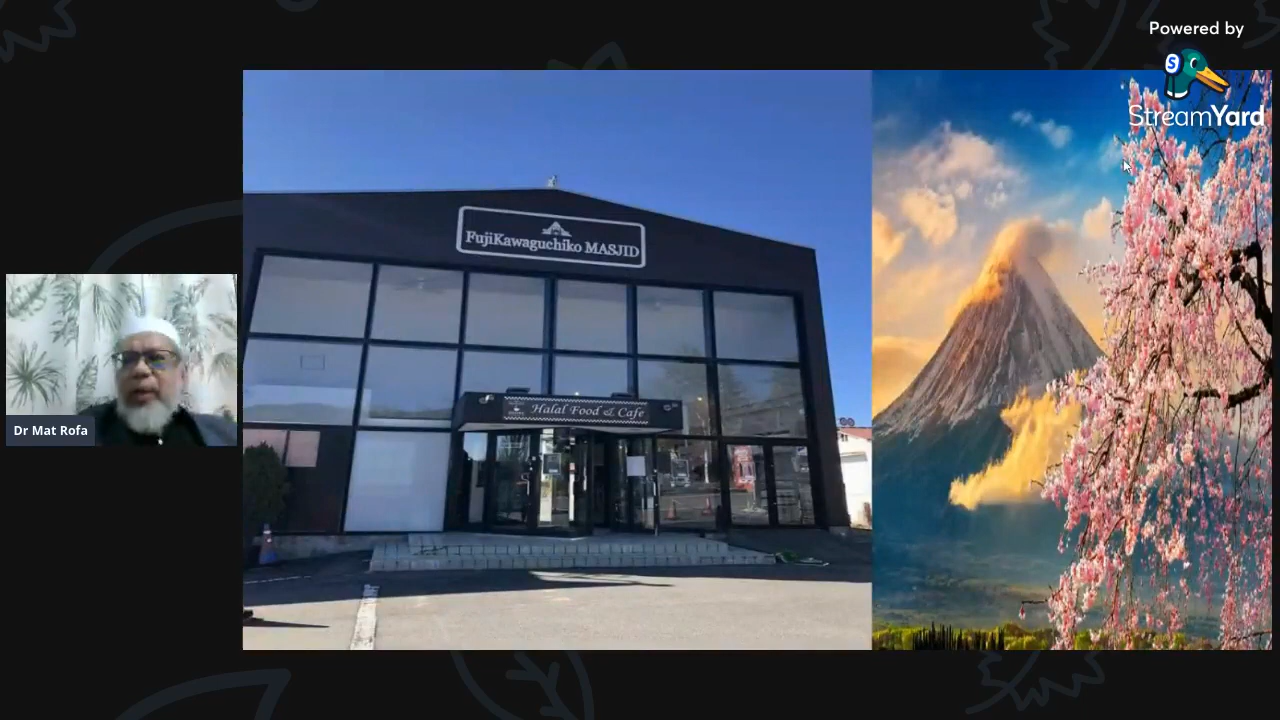 Powered by
S
StreamYard
FujiKawaguchiko MASJID
Halal Food & Cafe
Dr Mat Rofa